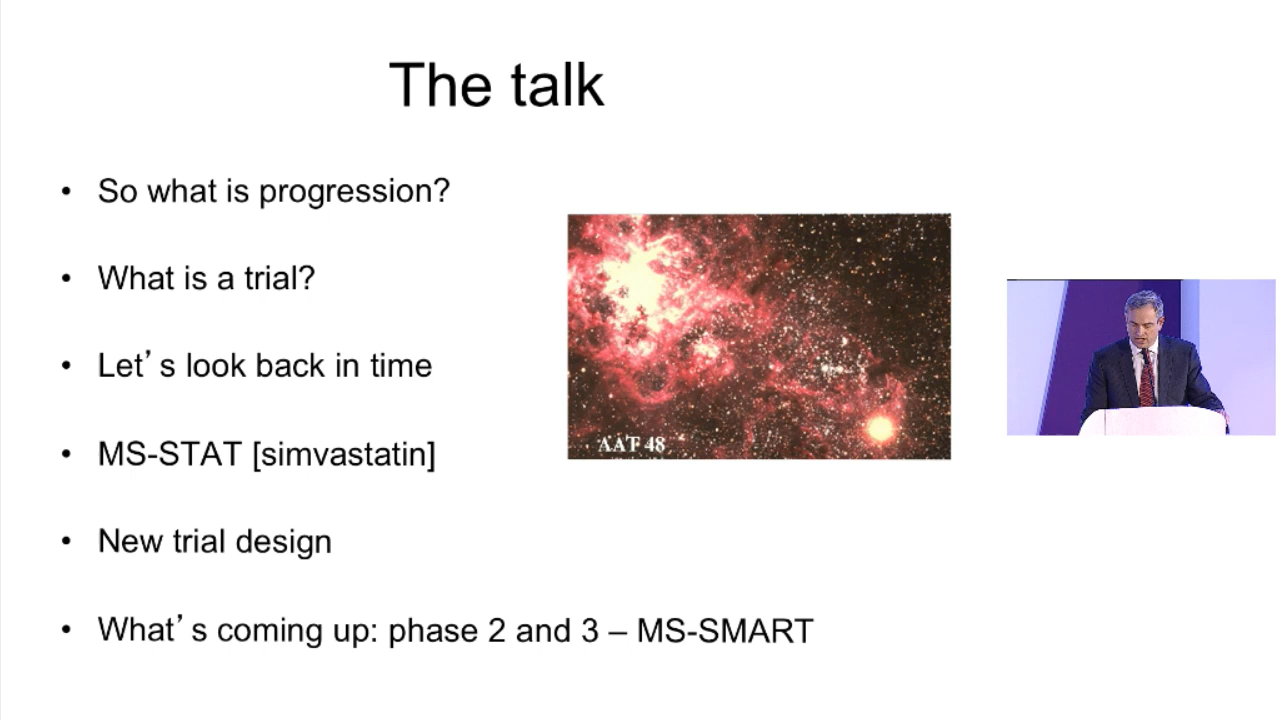 The talk
• So what is progression?
• What is a trial?
• Let’s look back in time
• MS-STAT [simvastatin]
• New trial design
• What’s coming up: phase 2 and 3 – MS-SMART
AAT 48